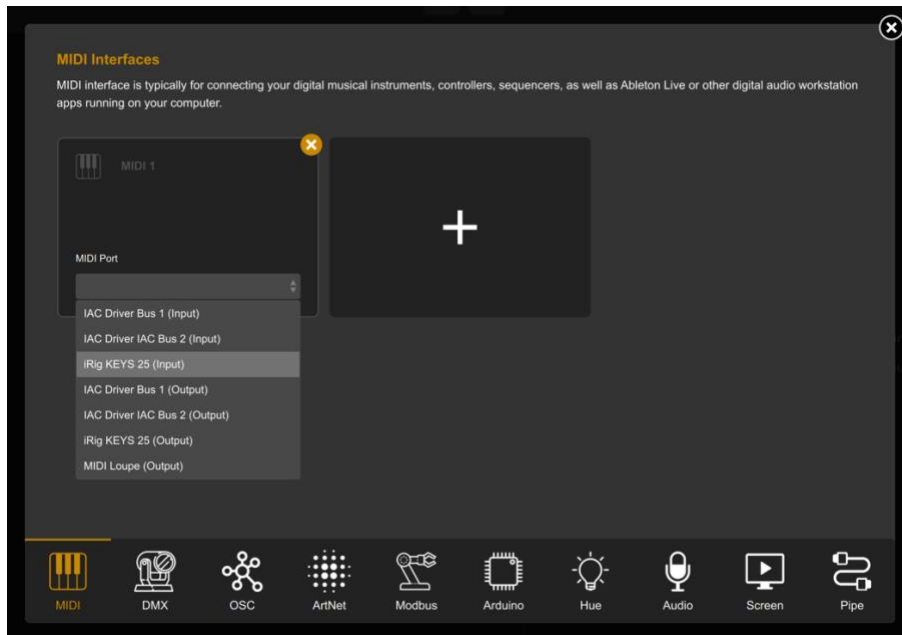 MIDI Interfaces
MIDI interface is typically for connecting your digital musical instruments, controllers, sequencers, as well as Ableton Live or other digital audio workstation
apps running on your computer.
MIDI 1
MIDI Port
IAC Driver Bus 1 (Input)
IAC Driver IAC Bus 2 (Input)
iRig KEYS 25 (Input)
IAC Driver Bus 1 (Output)
IAC Driver IAC Bus 2 (Output)
iRig KEYS 25 (Output)
MIDI Loupe (Output)
MIDI DMX OSC ArtNet Modbus Arduino Hue Audio Screen Pipe